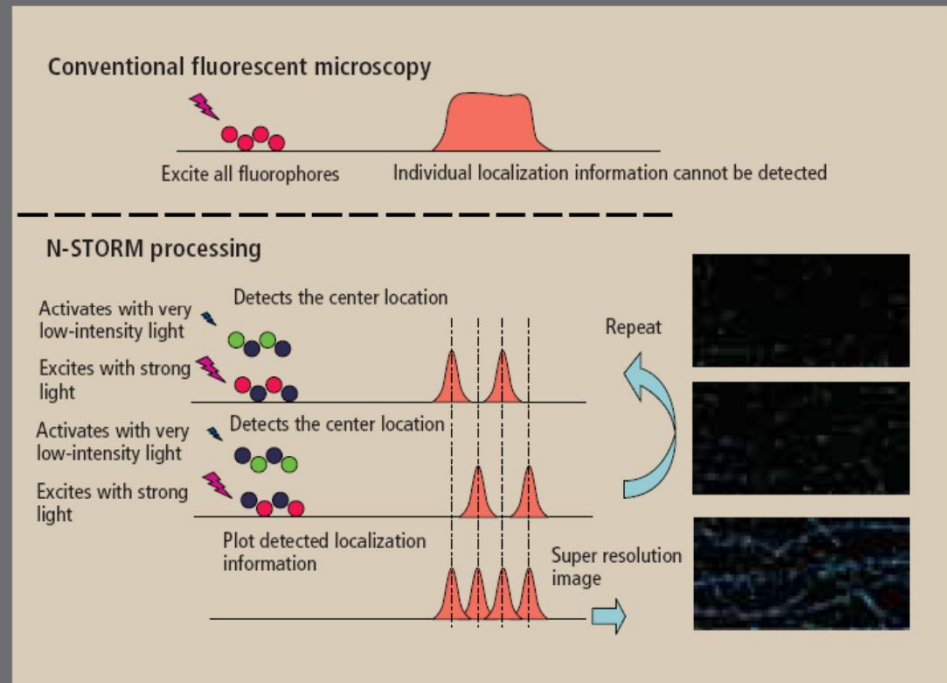 Conventional fluorescent microscopy
Excite all fluorophores
Individual localization information cannot be detected
N-STORM processing
Activates with very
low-intensity light
Detects the center location
Excites with strong
light
Repeat
Activates with very
low-intensity light
Detects the center location
Excites with strong
light
Plot detected localization
information
Super resolution
image